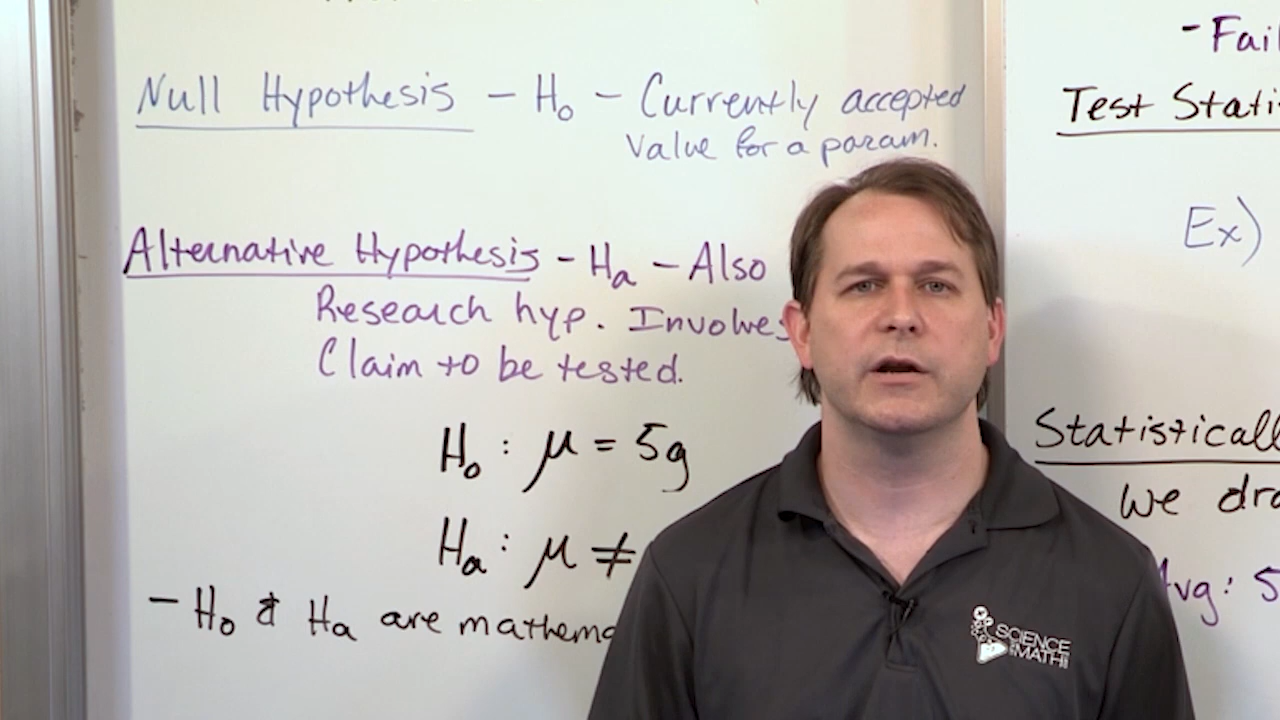 Null Hypothesis - H₀ - Currently accepted
Value for a param.
Alternative Hypothesis - Hₐ - Also
Research hyp. Involves
Claim to be tested.
H₀ : μ = 5g
Hₐ : μ ≠
- H₀ & Hₐ are mathema
- Fail
Test Stati
Ex)
Statisticall
We dra
Avg: 5
SCIENCE
MATH